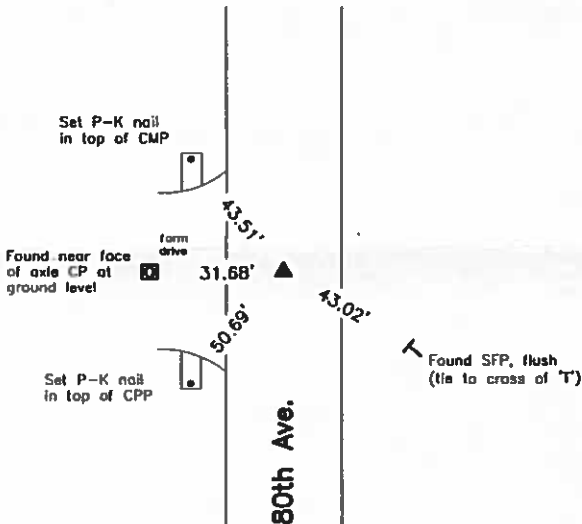 Set P-K nail
in top of CMP
43.51'
farm
drive
Found near face
of axle CP at
ground level
31.68'
43.02'
50.69'
Found SFP, flush
(tie to cross of 'T')
Set P-K nail
in top of CPP
80th Ave.